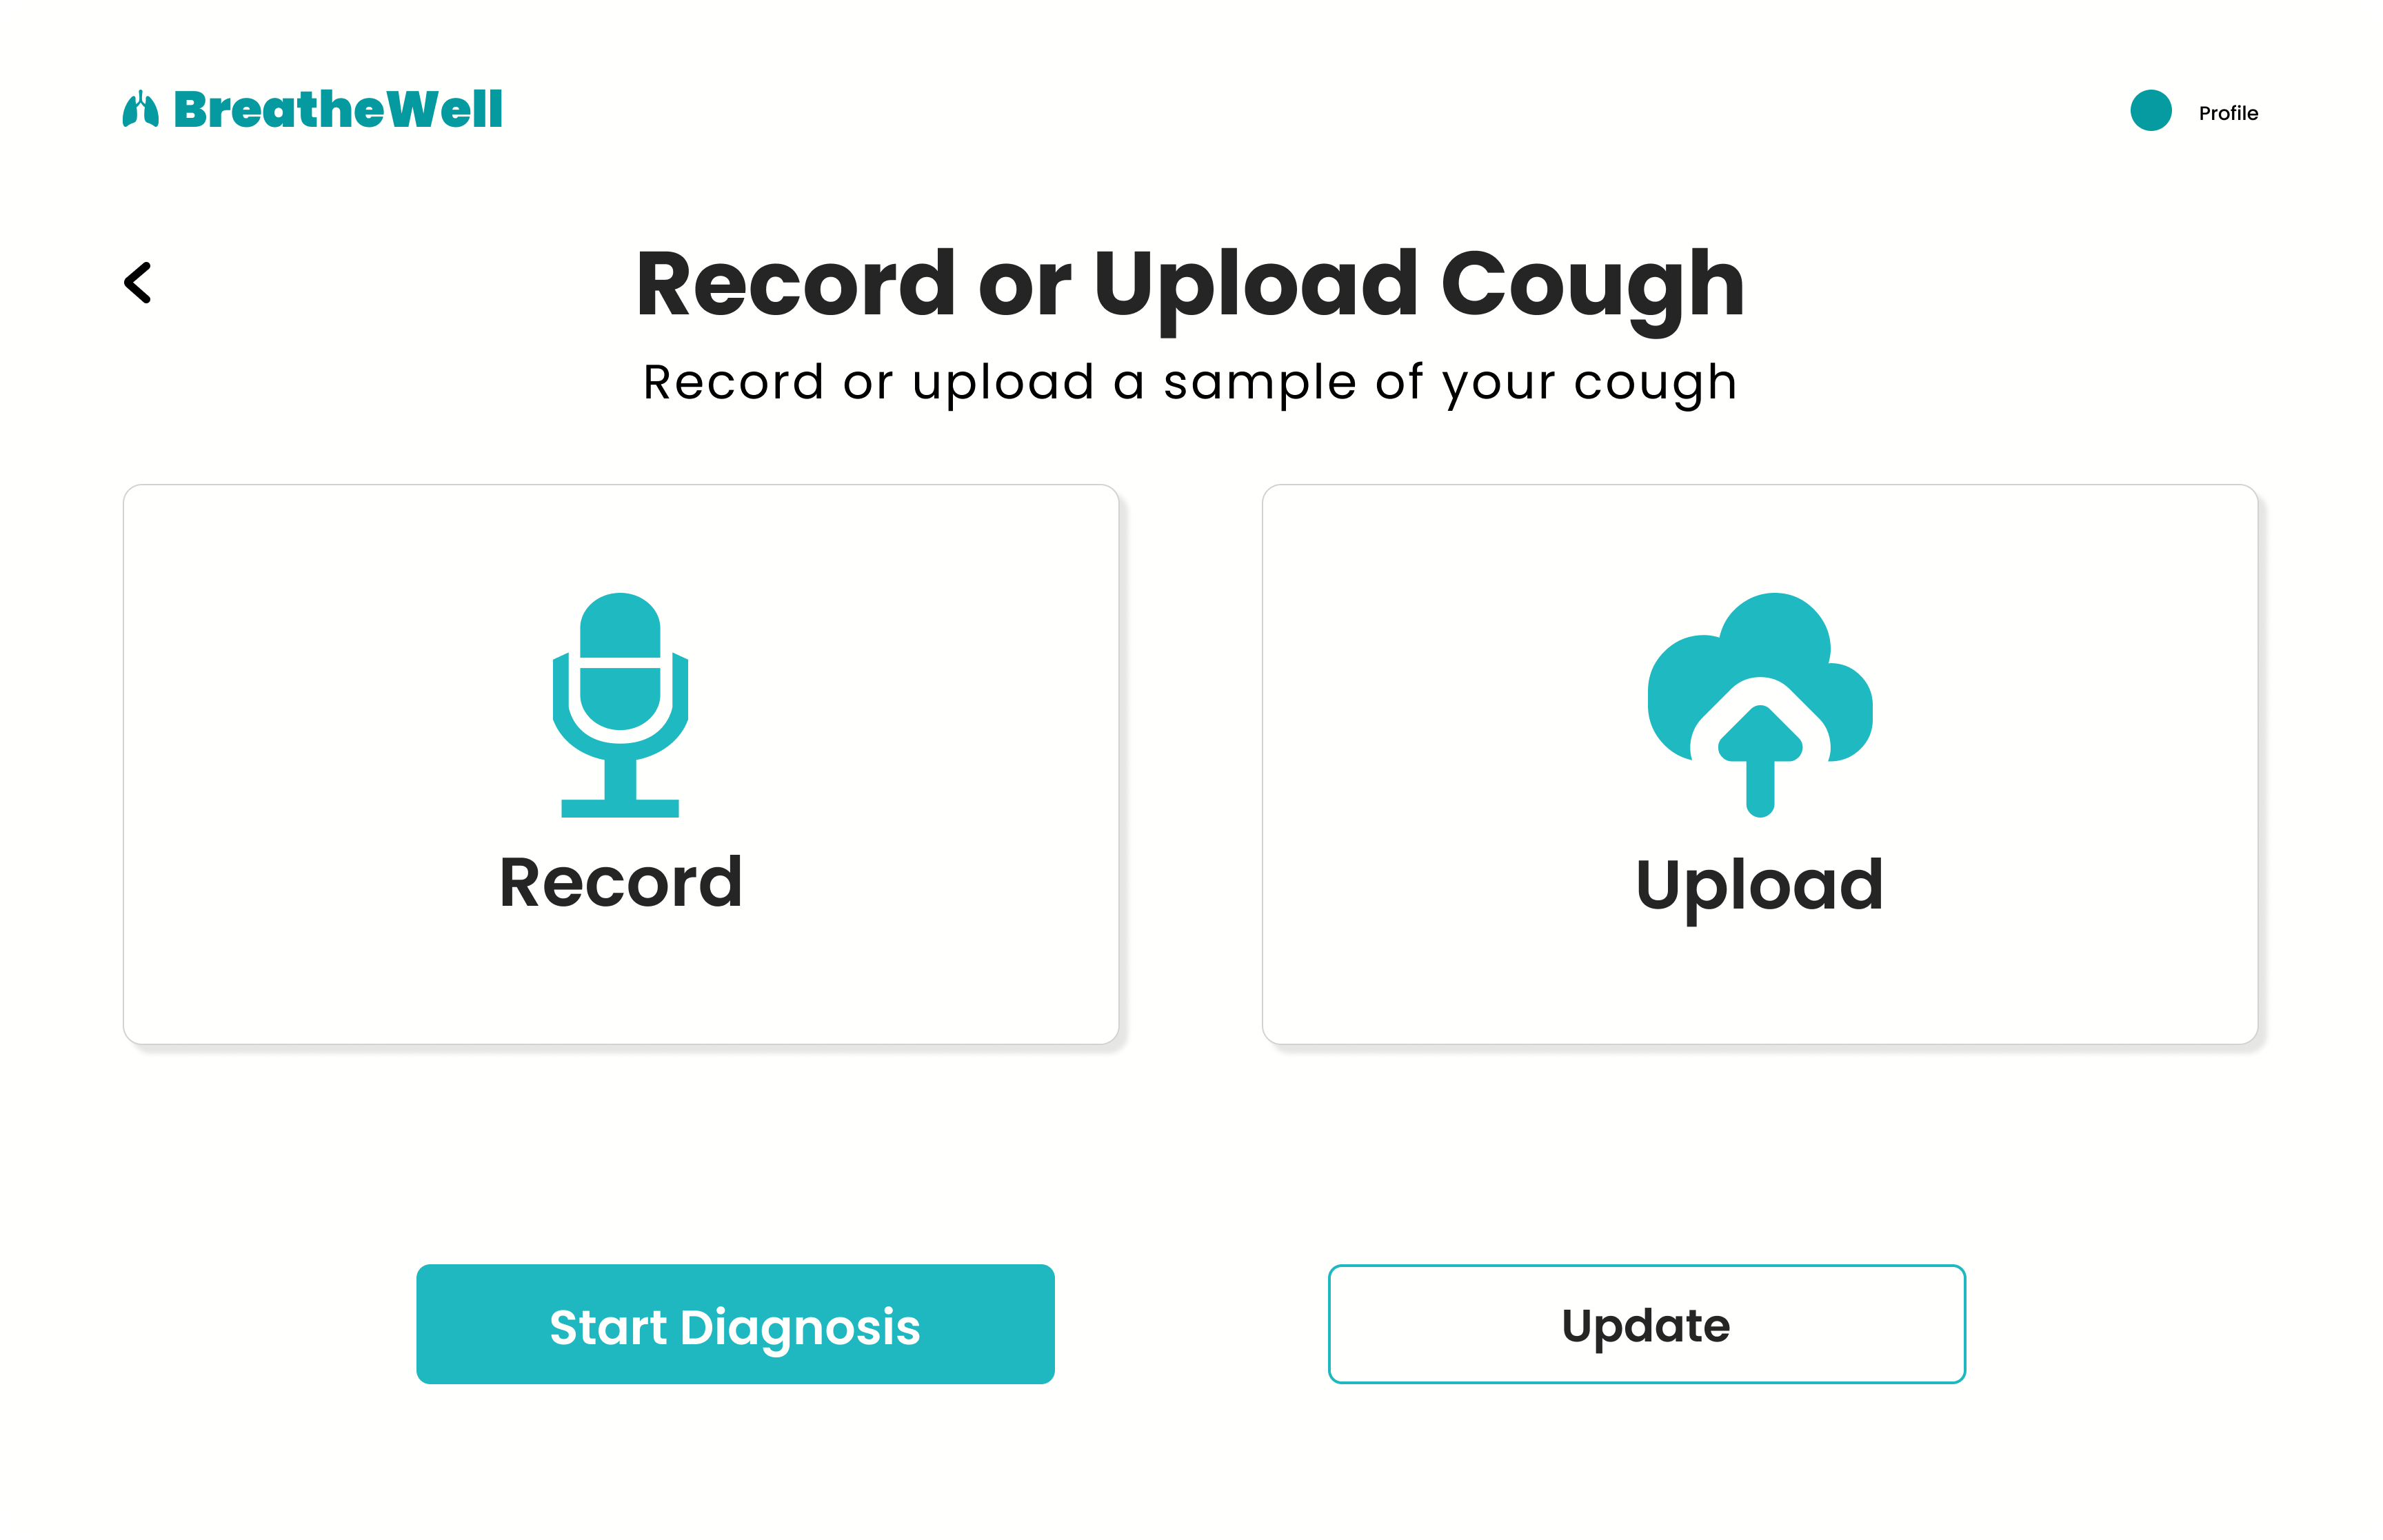 BreatheWell
Profile
Record or Upload Cough
Record or upload a sample of your cough
Record
Upload
Start Diagnosis
Update